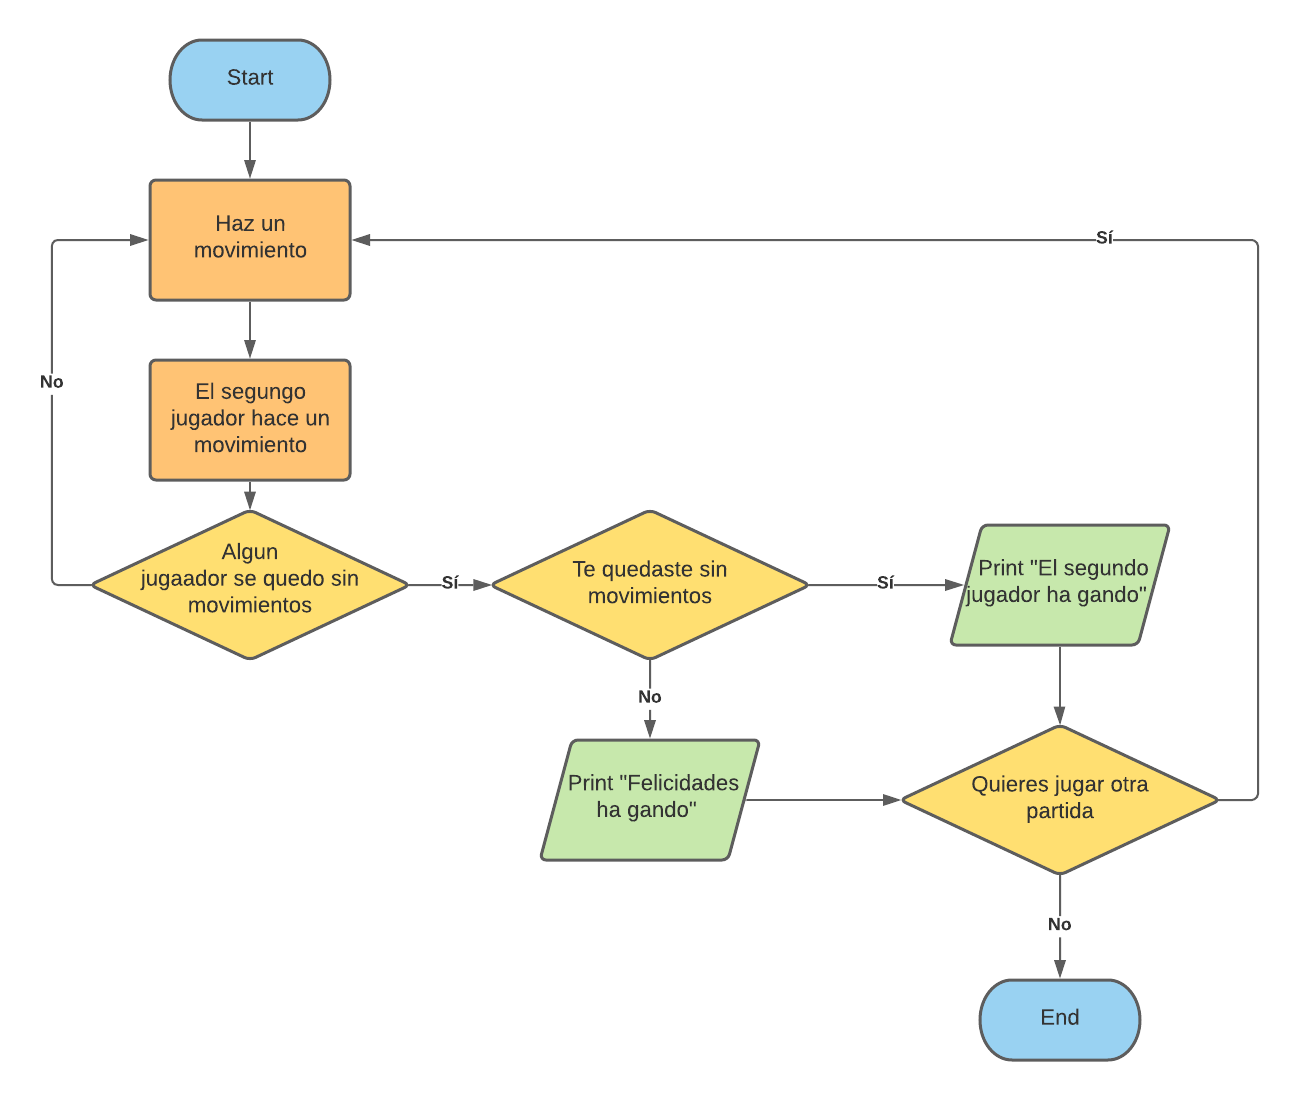 Start
Haz un
movimiento
Sí
No
El segungo
jugador hace un
movimiento
Algun
jugaador se quedo sin
movimientos
Sí
Te quedaste sin
movimientos
Sí
Print "El segundo
jugador ha gando"
No
Print "Felicidades
ha gando"
Quieres jugar otra
partida
No
End